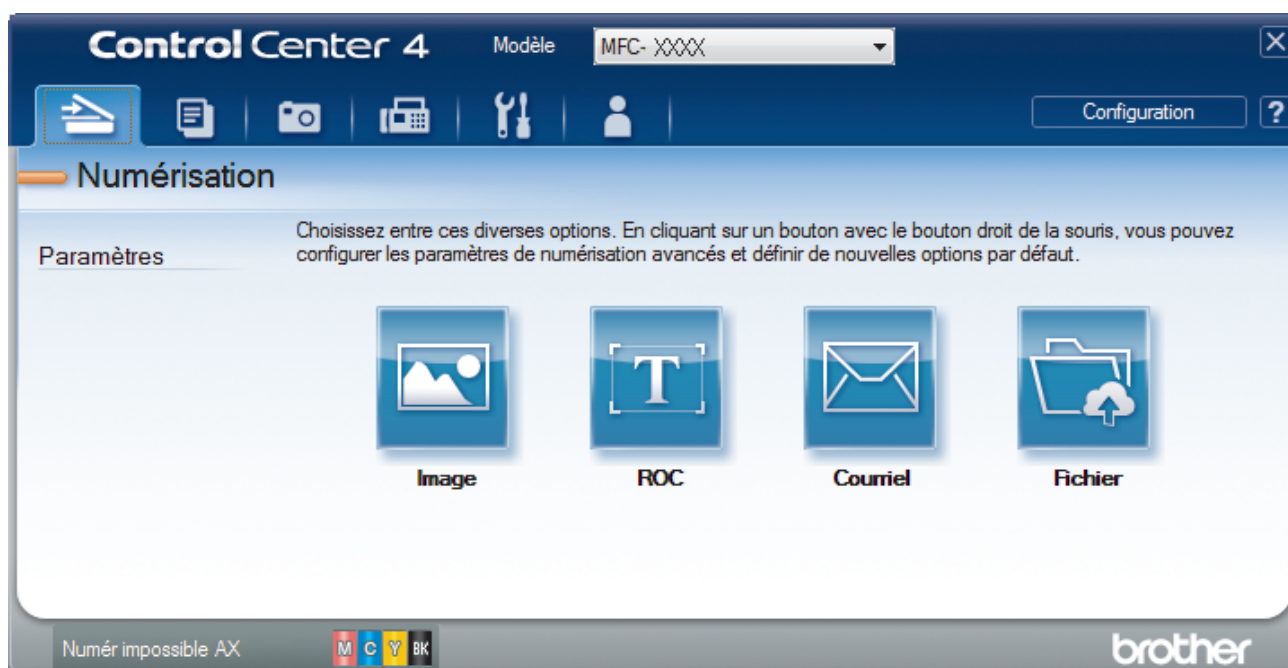 Control Center 4 Modèle MFC- XXXX X
Configuration ?
Numérisation
Choisissez entre ces diverses options. En cliquant sur un bouton avec le bouton droit de la souris, vous pouvez
Paramètres
configurer les paramètres de numérisation avancés et définir de nouvelles options par défaut.
T
Image ROC Courriel Fichier
Numér impossible AX M C Y BK brother